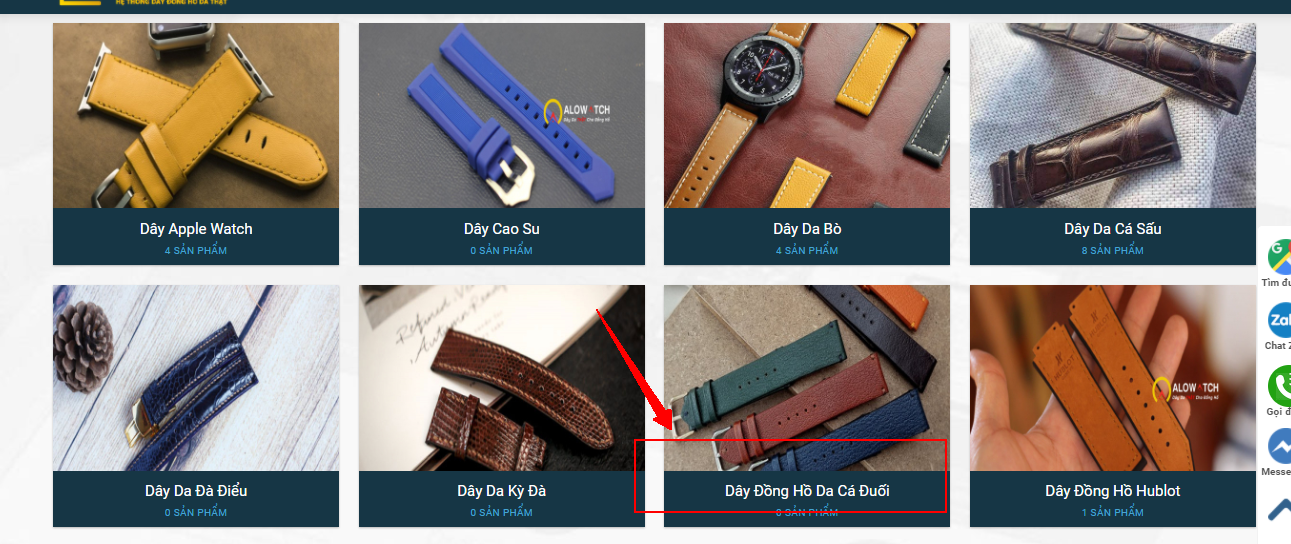 HỆ THỐNG DÂY ĐỒNG HỒ DA THẬT
ALOWATCH
Dây Apple Watch
4 SẢN PHẨM
Dây Cao Su
0 SẢN PHẨM
Dây Da Bò
4 SẢN PHẨM
Dây Da Cá Sấu
8 SẢN PHẨM
Tìm đư
Zal
Chat Z
Gọi đ
Messe
HUBLOT
ALOWATCH
Dây Da Đà Điểu
0 SẢN PHẨM
Dây Da Kỳ Đà
0 SẢN PHẨM
Dây Đồng Hồ Da Cá Đuối
0 SẢN PHẨM
Dây Đồng Hồ Hublot
1 SẢN PHẨM